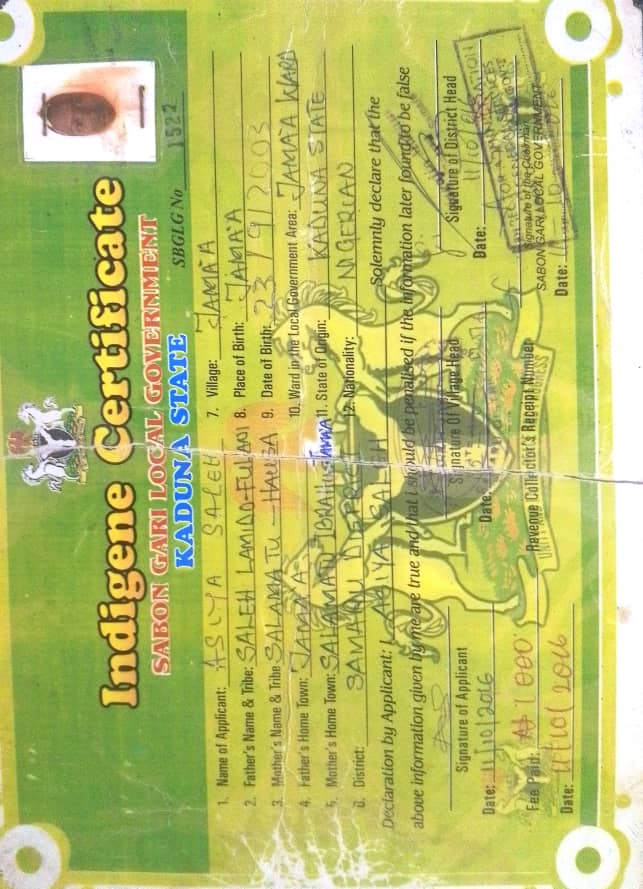 Indigene Certificate
SABON GARI LOCAL GOVERNMENT
KADUNA STATE
SBGLG No 1522
1. Name of Applicant: ASIYA SALEH
2. Father's Name & Tribe: SALEH LAMIDO-FULANI
3. Mother's Name & Tribe SALAMATU - HAUSA
4. Father's Home Town: JAMA'A
5. Mother's Home Town: SALAMATU IBRAHIM JAMAA
6. District: SAMARU DISTRICT
7. Village: JAMA'A
8. Place of Birth: JAMA'A
9. Date of Birth: 23/9/2003
10. Ward in the Local Government Area: JAMA'A WARD
11. State of Origin: KADUNA STATE
12. Nationality: NIGERIAN
Declaration by Applicant: I ASIYA SALEH Solemnly declare that the
above information given by me are true and that i should be penalised if the information later found to be false
Signature of Applicant
Date: 11/10/2016
Signature Of Village Head
Date:
Signature of District Head
Date: 11/10/
Fee Paid: ₦1000
Revenue Collector's Receipt Number
Date: 11/10/2016
Signature of the Chairman
SABON GARI LOCAL GOVERNMENT
Date: